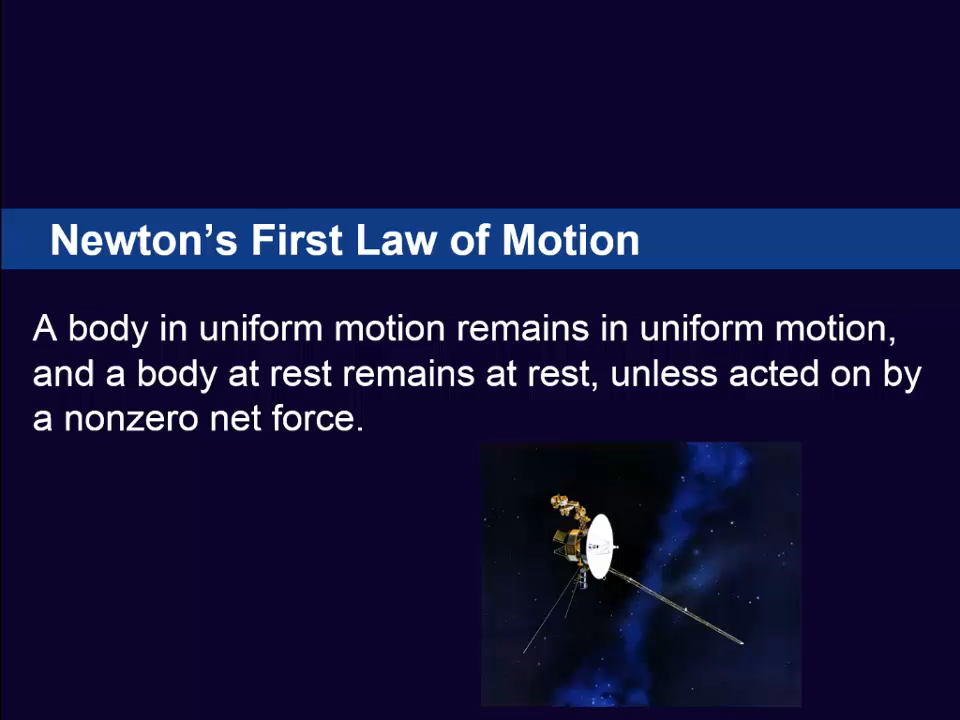 Newton’s First Law of Motion
A body in uniform motion remains in uniform motion,
and a body at rest remains at rest, unless acted on by
a nonzero net force.